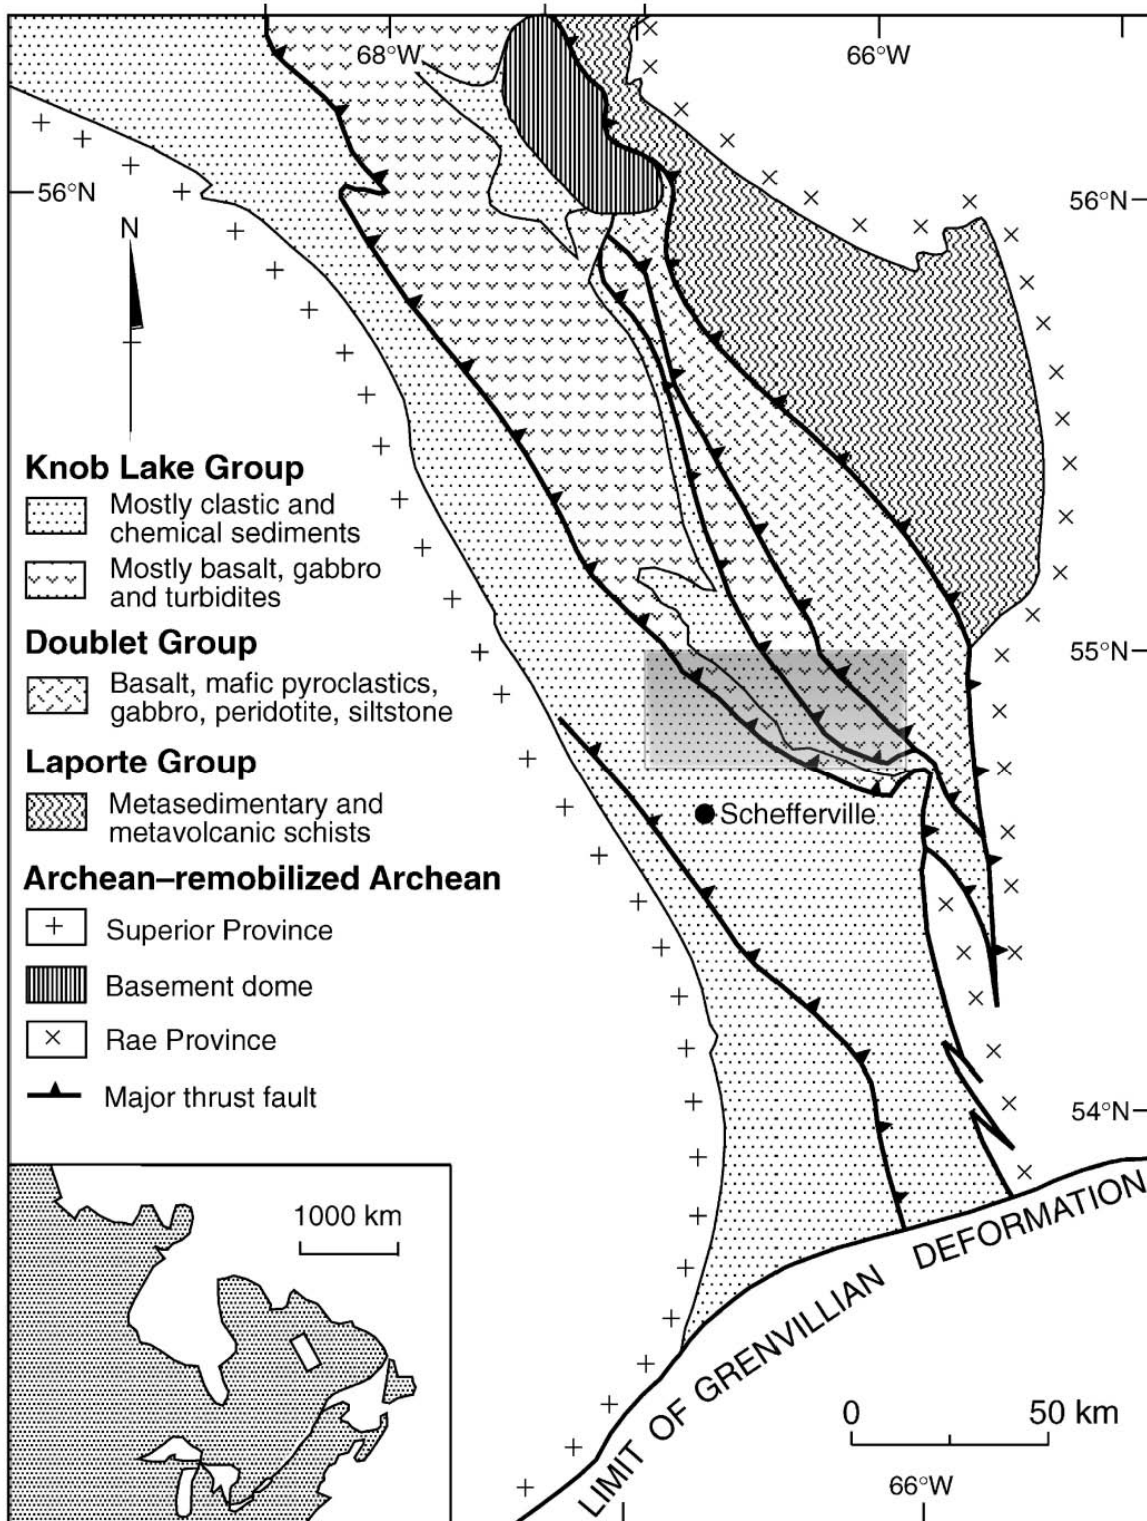 68°W
66°W
56°N
56°N
N
Knob Lake Group
Mostly clastic and
chemical sediments
Mostly basalt, gabbro
and turbidites
Doublet Group
Basalt, mafic pyroclastics,
gabbro, peridotite, siltstone
Laporte Group
Metasedimentary and
metavolcanic schists
Archean–remobilized Archean
Superior Province
Basement dome
Rae Province
Major thrust fault
55°N
Schefferville
54°N
LIMIT OF GRENVILLIAN DEFORMATION
1000 km
0 50 km
66°W